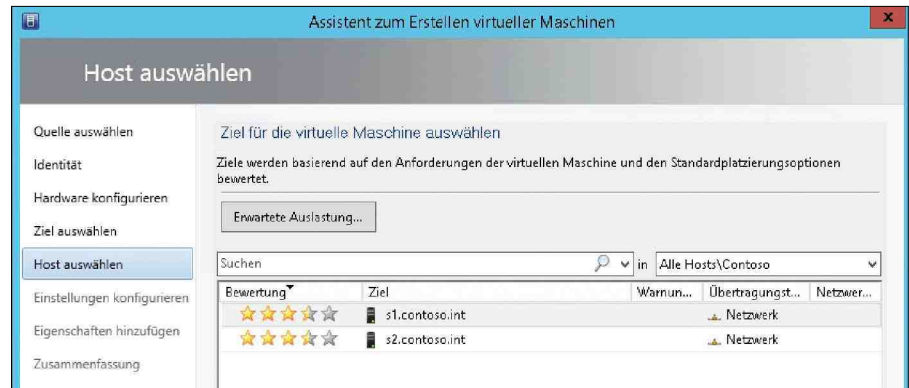 Assistent zum Erstellen virtueller Maschinen
x
Host auswählen
Quelle auswählen
Identität
Hardware konfigurieren
Ziel auswählen
Host auswählen
Einstellungen konfigurieren
Eigenschaften hinzufügen
Zusammenfassung
Ziel für die virtuelle Maschine auswählen
Ziele werden basierend auf den Anforderungen der virtuellen Maschine und den Standardplatzierungsoptionen
bewertet.
Erwartete Auslastung...
Suchen in Alle Hosts\Contoso
Bewertung Ziel Warnun... Übertragungst... Netzwer...
s1.contoso.int Netzwerk
s2.contoso.int Netzwerk